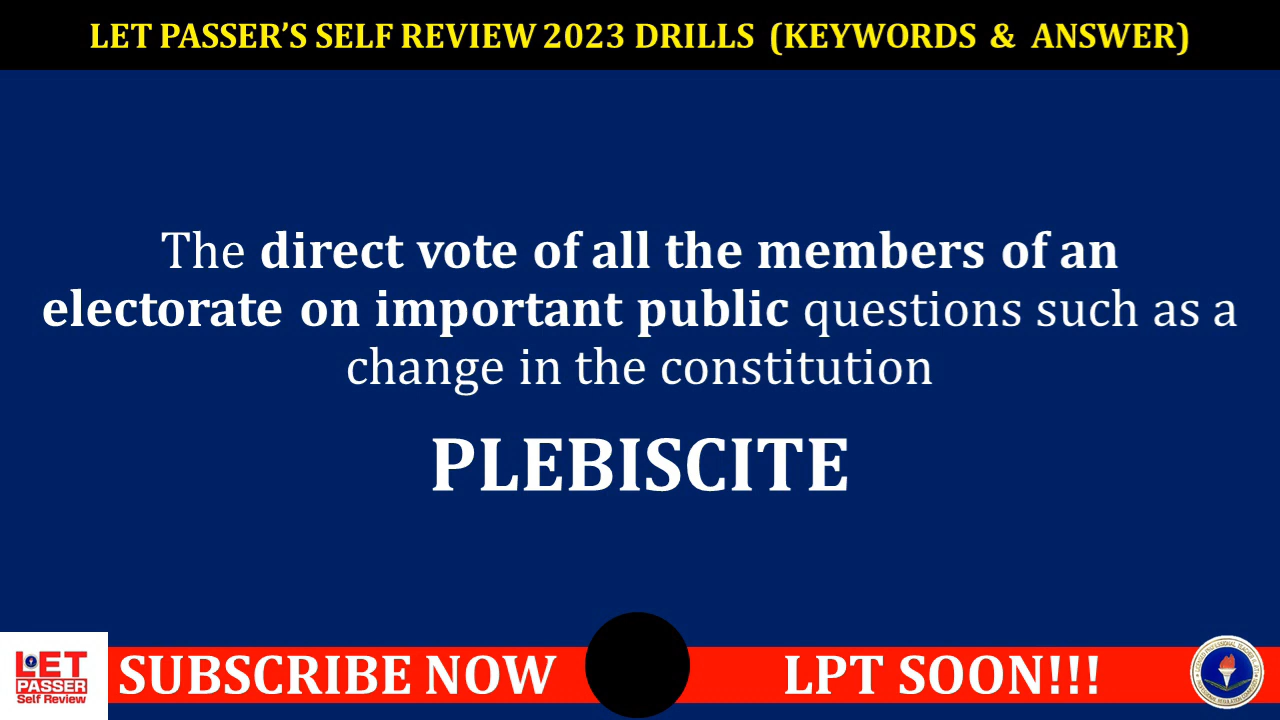 LET PASSER’S SELF REVIEW 2023 DRILLS (KEYWORDS & ANSWER)
The direct vote of all the members of an
electorate on important public questions such as a
change in the constitution
PLEBISCITE
LET
PASSER
Self Review
SUBSCRIBE NOW
LPT SOON!!!